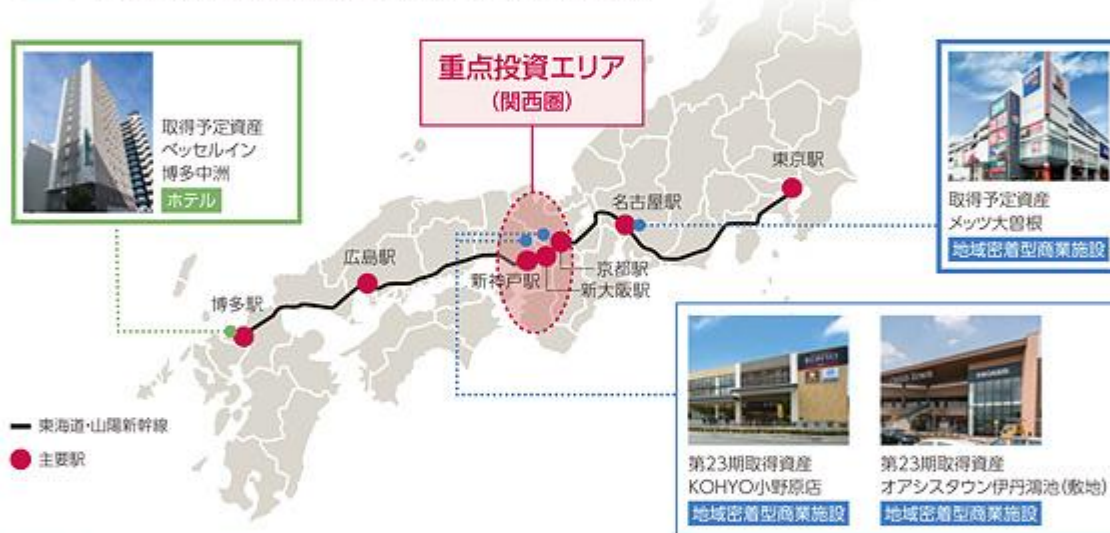 重点投資エリア
(関西圏)
取得予定資産
ベッセルイン
博多中洲
ホテル
東京駅
名古屋駅
京都駅
新大阪駅
新神戸駅
広島駅
博多駅
取得予定資産
メッツ大曽根
地域密着型商業施設
東海道・山陽新幹線
主要駅
KOHYO
第23期取得資産
KOHYO小野原店
地域密着型商業施設
第23期取得資産
オアシスタウン伊丹鴻池(敷地)
地域密着型商業施設